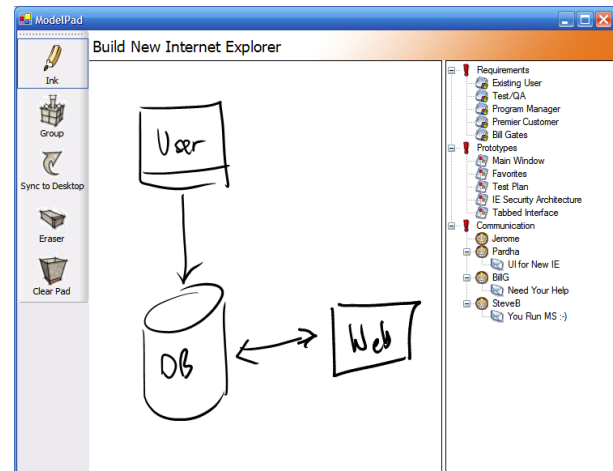 ModelPad
Build New Internet Explorer
Ink
Group
Sync to Desktop
Eraser
Clear Pad
User
DB
Web
Requirements
Existing User
Test/QA
Program Manager
Premier Customer
Bill Gates
Prototypes
Main Window
Favorites
Test Plan
IE Security Architecture
Tabbed Interface
Communication
Jerome
Pardha
UI for New IE
BillG
Need Your Help
SteveB
You Run MS :-)